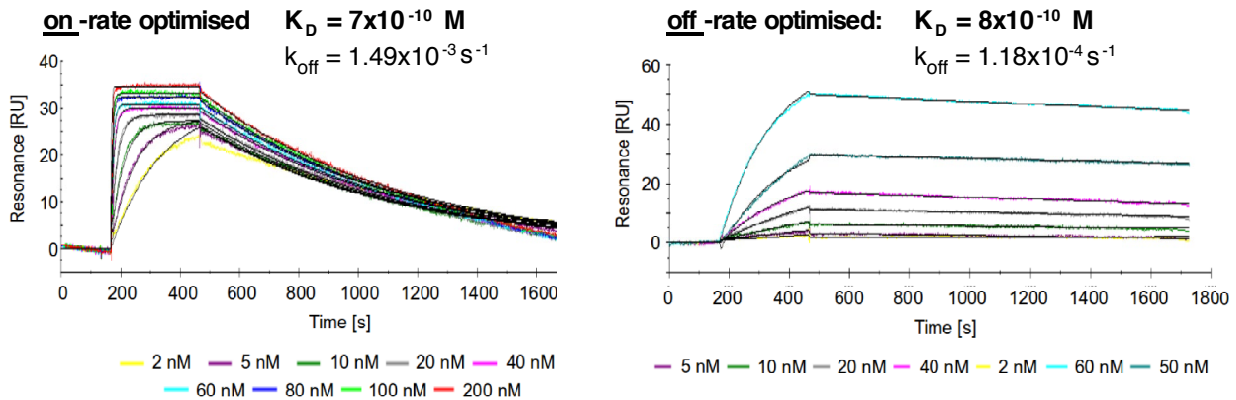 on -rate optimised K_D = 7x10⁻¹⁰ M
k_off = 1.49x10⁻³ s⁻¹
40
30
20
10
0
Resonance [RU]
0 200 400 600 800 1000 1200 1400 1600
Time [s]
2 nM 5 nM 10 nM 20 nM 40 nM
60 nM 80 nM 100 nM 200 nM
off -rate optimised: K_D = 8x10⁻¹⁰ M
k_off = 1.18x10⁻⁴ s⁻¹
60
40
20
0
Resonance [RU]
0 200 400 600 800 1000 1200 1400 1600 1800
Time [s]
5 nM 10 nM 20 nM 40 nM 2 nM 60 nM 50 nM